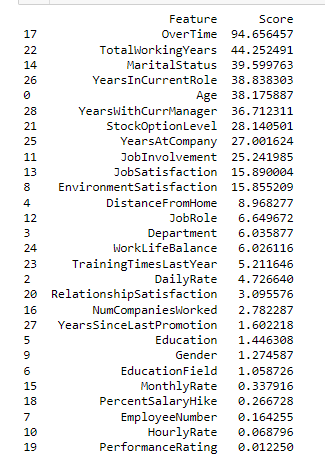 Feature Score
17 OverTime 94.656457
22 TotalWorkingYears 44.252491
14 MaritalStatus 39.599763
26 YearsInCurrentRole 38.838303
0 Age 38.175887
28 YearsWithCurrManager 36.712311
21 StockOptionLevel 28.140501
25 YearsAtCompany 27.001624
11 JobInvolvement 25.241985
13 JobSatisfaction 15.890004
8 EnvironmentSatisfaction 15.855209
4 DistanceFromHome 8.968277
12 JobRole 6.649672
3 Department 6.035877
24 WorkLifeBalance 6.026116
23 TrainingTimesLastYear 5.211646
2 DailyRate 4.726640
20 RelationshipSatisfaction 3.095576
16 NumCompaniesWorked 2.782287
27 YearsSinceLastPromotion 1.602218
5 Education 1.446308
9 Gender 1.274587
6 EducationField 1.058726
15 MonthlyRate 0.337916
18 PercentSalaryHike 0.266728
7 EmployeeNumber 0.164255
10 HourlyRate 0.068796
19 PerformanceRating 0.012250